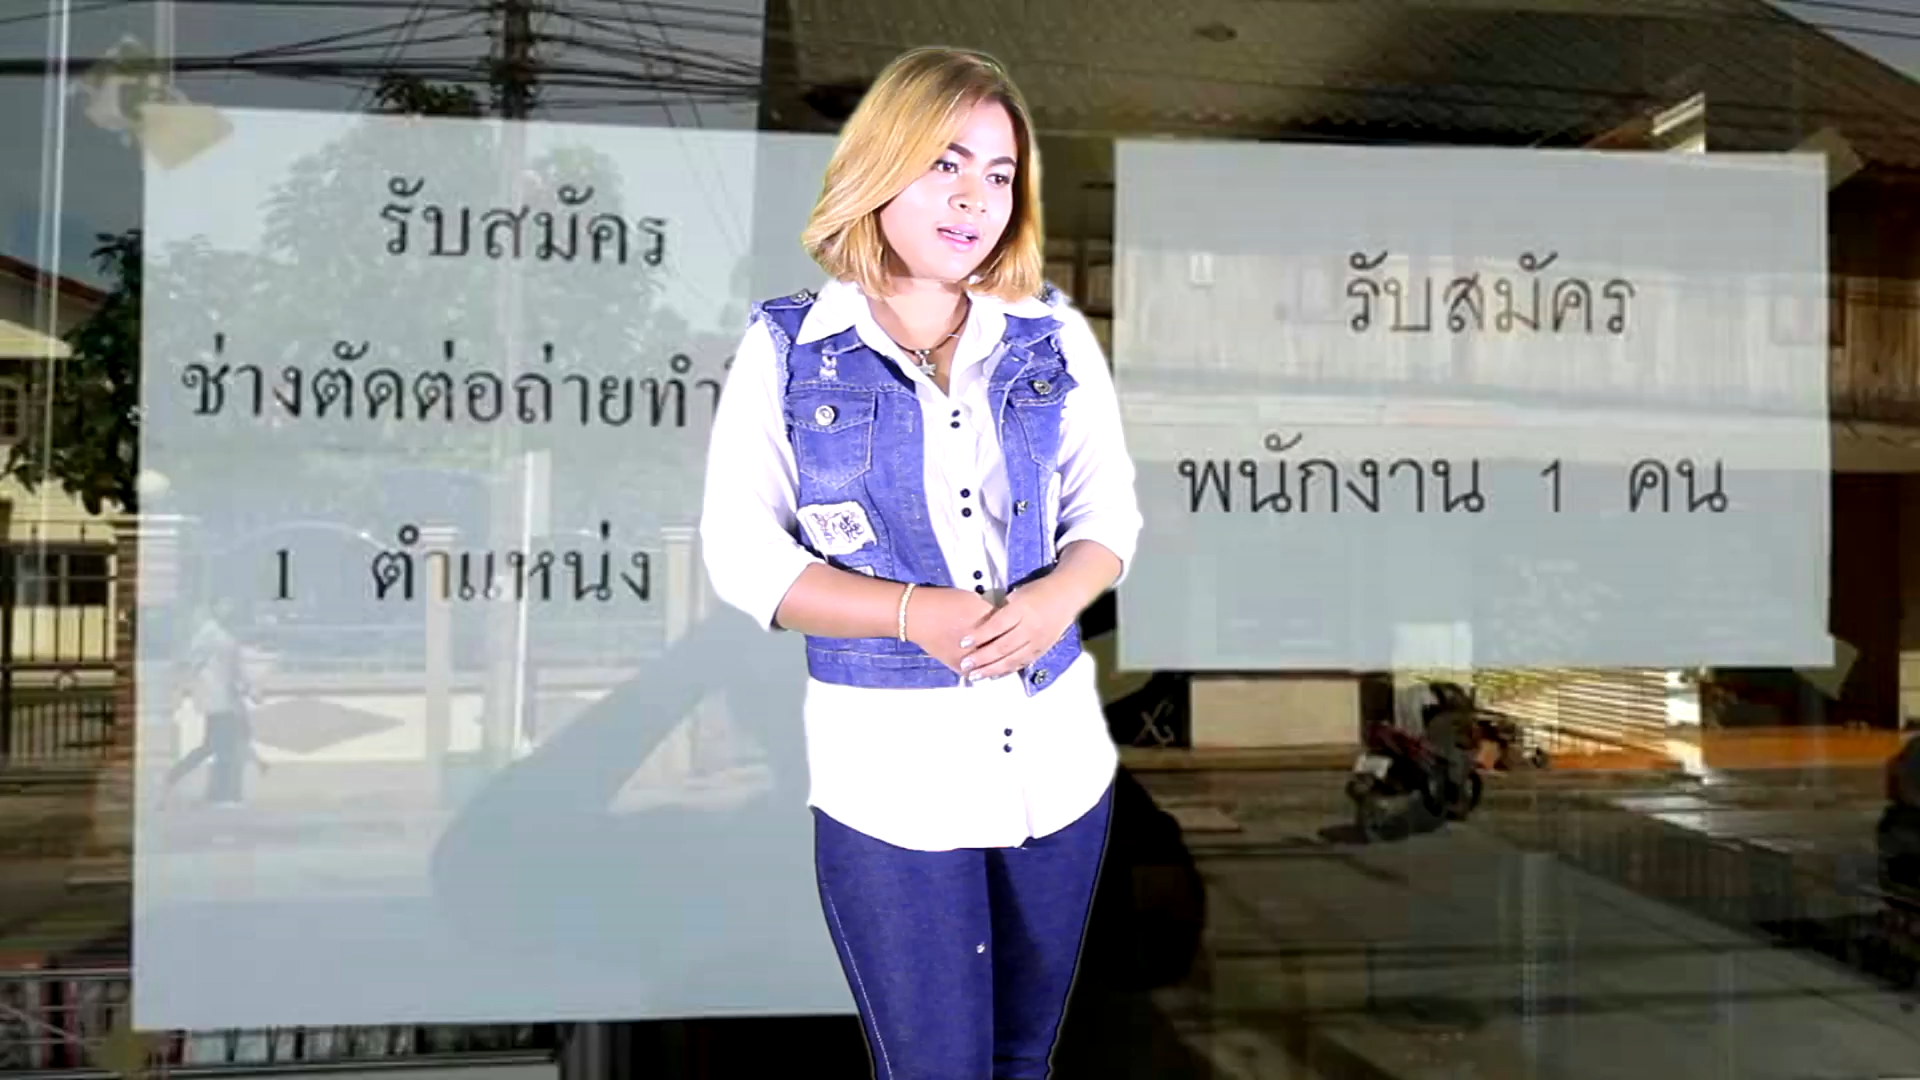 รับสมัคร
ช่างตัดต่อถ่ายทำ
1 ตำแหน่ง
รับสมัคร
พนักงาน 1 คน